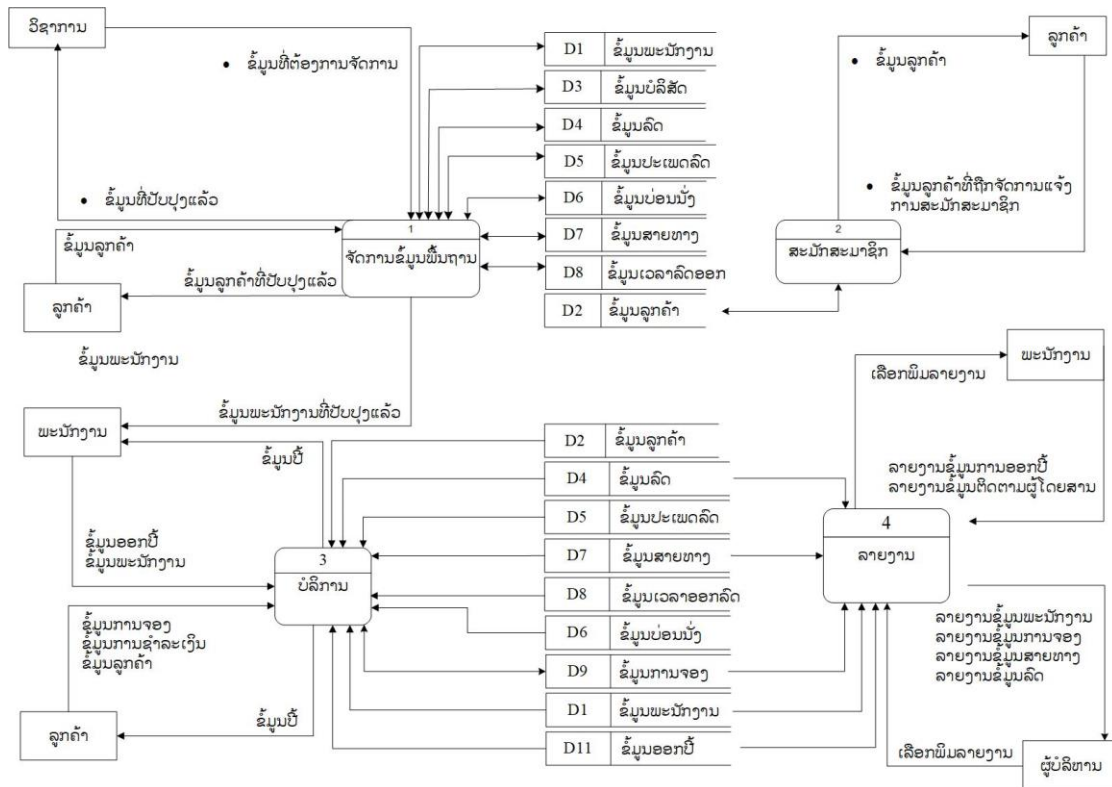 ວິຊາການ
• ຂໍ້ມູນທີ່ຕ້ອງການຈັດການ
• ຂໍ້ມູນທີ່ປັບປຸງແລ້ວ
ຂໍ້ມູນລູກຄ້າ
ຂໍ້ມູນລູກຄ້າທີ່ປັບປຸງແລ້ວ
ລູກຄ້າ
1
ຈັດການຂໍ້ມູນພື້ນຖານ
D1 ຂໍ້ມູນພະນັກງານ
D3 ຂໍ້ມູນບໍລິສັດ
D4 ຂໍ້ມູນລົດ
D5 ຂໍ້ມູນປະເພດລົດ
D6 ຂໍ້ມູນບ່ອນນັ່ງ
D7 ຂໍ້ມູນສາຍທາງ
D8 ຂໍ້ມູນເວລາລົດອອກ
D2 ຂໍ້ມູນລູກຄ້າ
ລູກຄ້າ
• ຂໍ້ມູນລູກຄ້າ
• ຂໍ້ມູນລູກຄ້າທີ່ຖືກຈັດການແຈ້ງ
ການສະມັກສະມາຊິກ
2
ສະມັກສະມາຊິກ
ຂໍ້ມູນພະນັກງານ
ຂໍ້ມູນພະນັກງານທີ່ປັບປຸງແລ້ວ
ພະນັກງານ
ຂໍ້ມູນປີ້
ຂໍ້ມູນອອກປີ້
ຂໍ້ມູນພະນັກງານ
3
ບໍລິການ
ຂໍ້ມູນການຈອງ
ຂໍ້ມູນການຊຳລະເງິນ
ຂໍ້ມູນລູກຄ້າ
ຂໍ້ມູນປີ້
ລູກຄ້າ
D2 ຂໍ້ມູນລູກຄ້າ
D4 ຂໍ້ມູນລົດ
D5 ຂໍ້ມູນປະເພດລົດ
D7 ຂໍ້ມູນສາຍທາງ
D8 ຂໍ້ມູນເວລາອອກລົດ
D6 ຂໍ້ມູນບ່ອນນັ່ງ
D9 ຂໍ້ມູນການຈອງ
D1 ຂໍ້ມູນພະນັກງານ
D11 ຂໍ້ມູນອອກປີ້
ພະນັກງານ
ເລືອກພິມລາຍງານ
ລາຍງານຂໍ້ມູນການອອກປີ້
ລາຍງານຂໍ້ມູນຕິດຕາມຜູ້ໂດຍສານ
4
ລາຍງານ
ລາຍງານຂໍ້ມູນພະນັກງານ
ລາຍງານຂໍ້ມູນການຈອງ
ລາຍງານຂໍ້ມູນສາຍທາງ
ລາຍງານຂໍ້ມູນລົດ
ເລືອກພິມລາຍງານ
ຜູ້ບໍລິຫານ